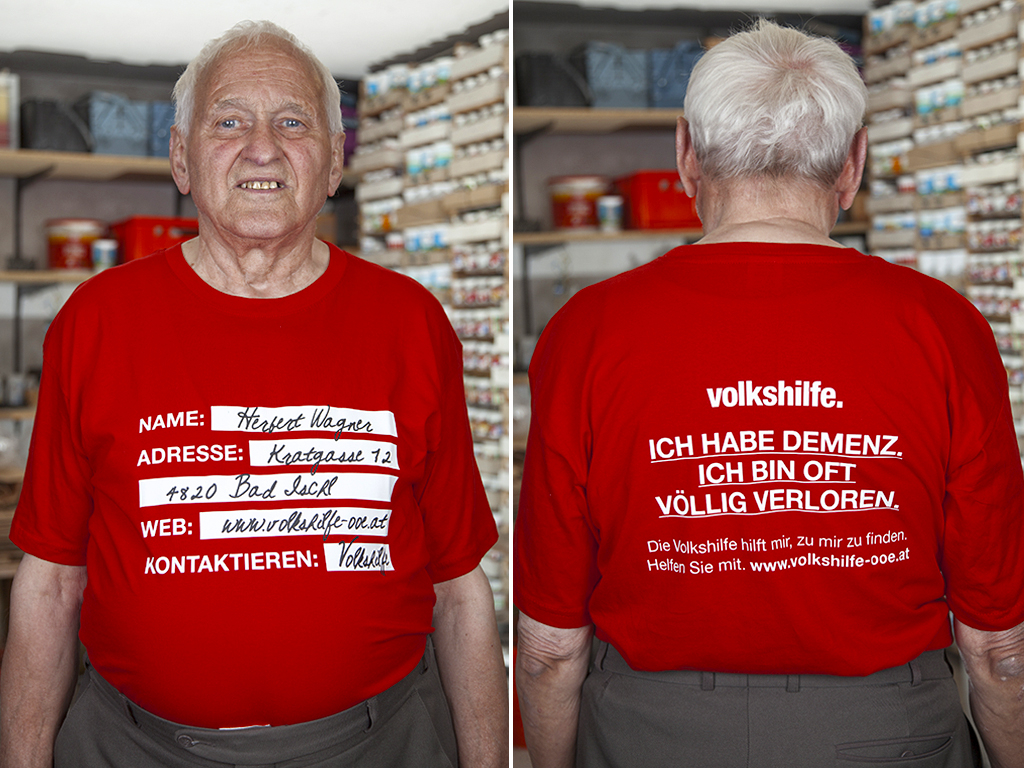 NAME: Herbert Wagner
ADRESSE: Kratgasse 12
4820 Bad Ischl
WEB: www.volkshilfe-ooe.at
KONTAKTIEREN: Volkshilfe
volkshilfe.
ICH HABE DEMENZ.
ICH BIN OFT
VÖLLIG VERLOREN.
Die Volkshilfe hilft mir, zu mir zu finden.
Helfen Sie mit. www.volkshilfe-ooe.at